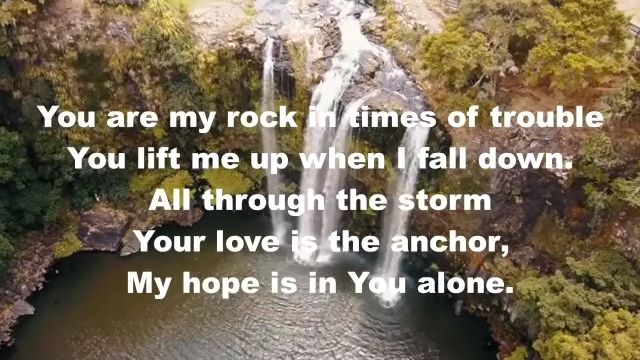 You are my rock in times of trouble
You lift me up when I fall down.
All through the storm
Your love is the anchor,
My hope is in You alone.